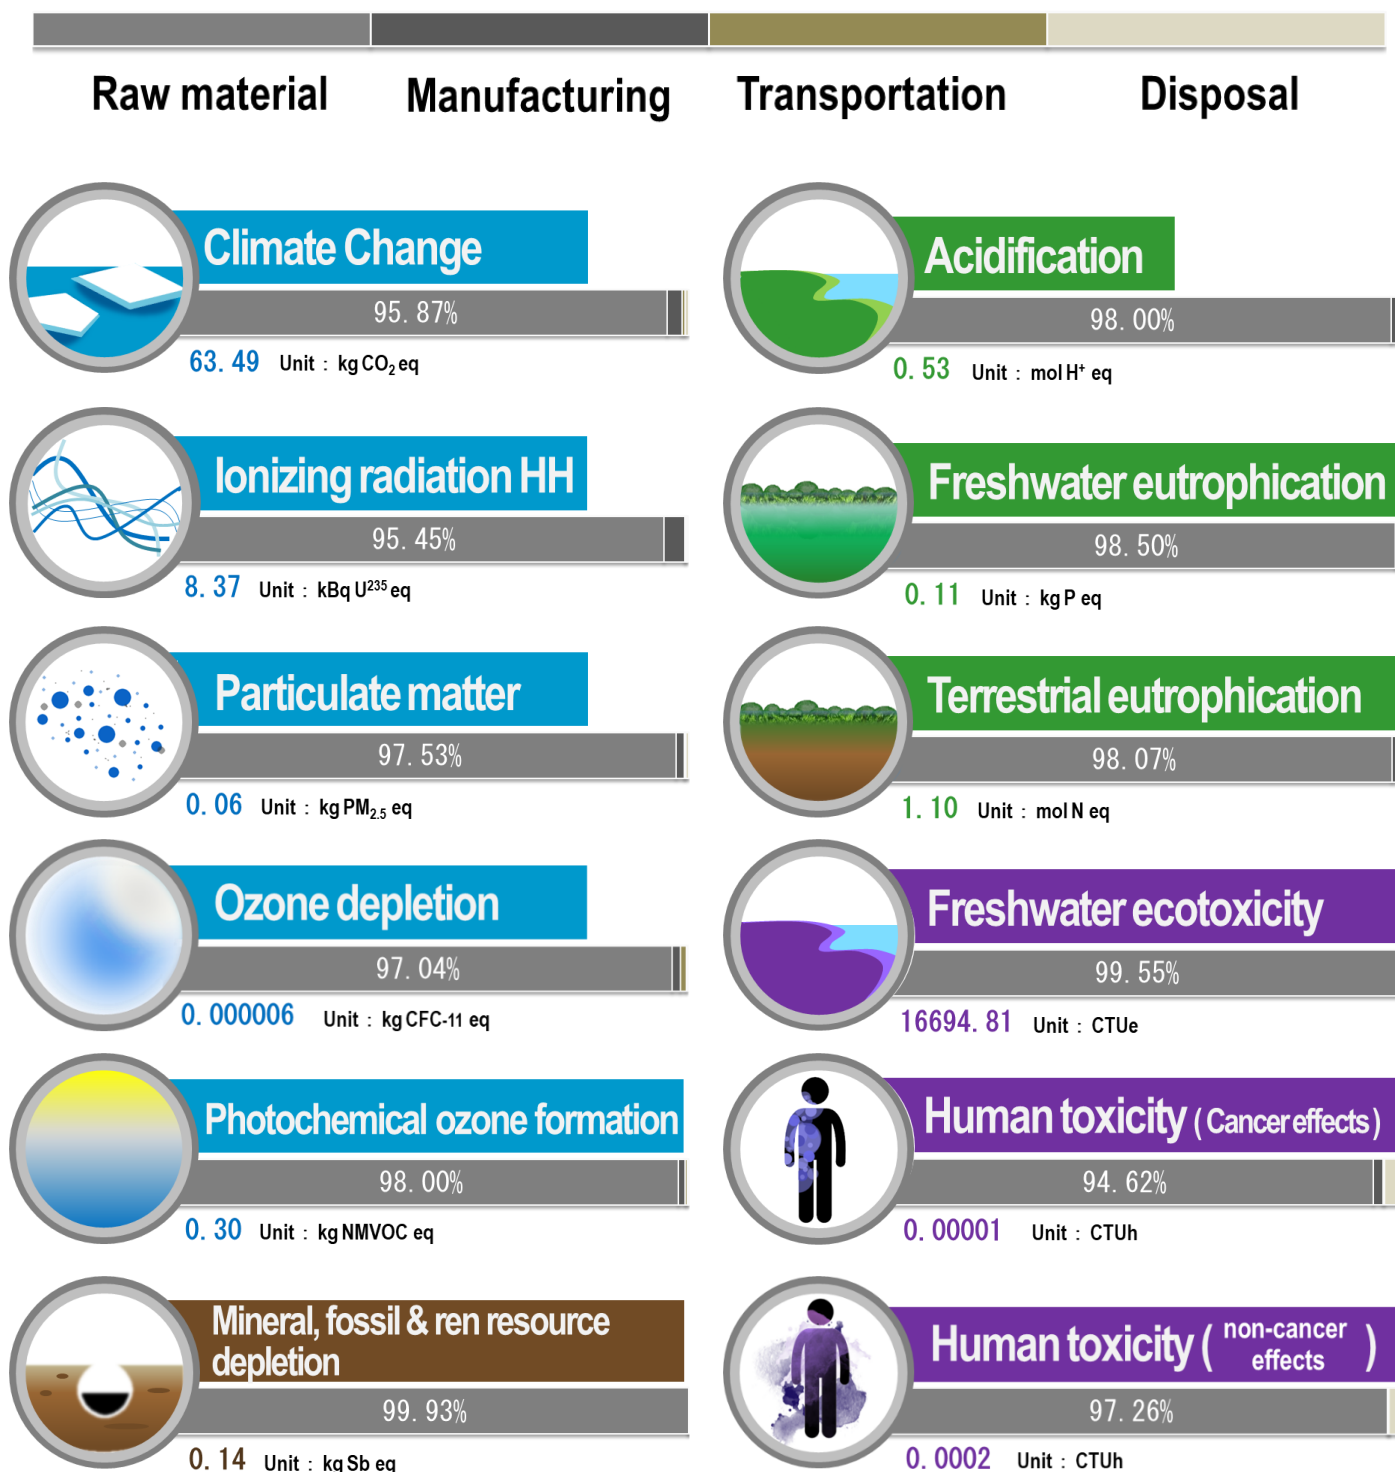 Raw material
Manufacturing
Transportation
Disposal
Climate Change
95. 87%
63. 49 Unit : kg CO₂ eq
Ionizing radiation HH
95. 45%
8. 37 Unit : kBq U²³⁵ eq
Particulate matter
97. 53%
0. 06 Unit : kg PM₂.₅ eq
Ozone depletion
97. 04%
0. 000006 Unit : kg CFC-11 eq
Photochemical ozone formation
98. 00%
0. 30 Unit : kg NMVOC eq
Mineral, fossil & ren resource
depletion
99. 93%
0. 14 Unit : kg Sb eq
Acidification
98. 00%
0. 53 Unit : mol H⁺ eq
Freshwater eutrophication
98. 50%
0. 11 Unit : kg P eq
Terrestrial eutrophication
98. 07%
1. 10 Unit : mol N eq
Freshwater ecotoxicity
99. 55%
16694. 81 Unit : CTUe
Human toxicity ( Cancer effects )
94. 62%
0. 00001 Unit : CTUh
Human toxicity ( non-cancer
effects )
97. 26%
0. 0002 Unit : CTUh